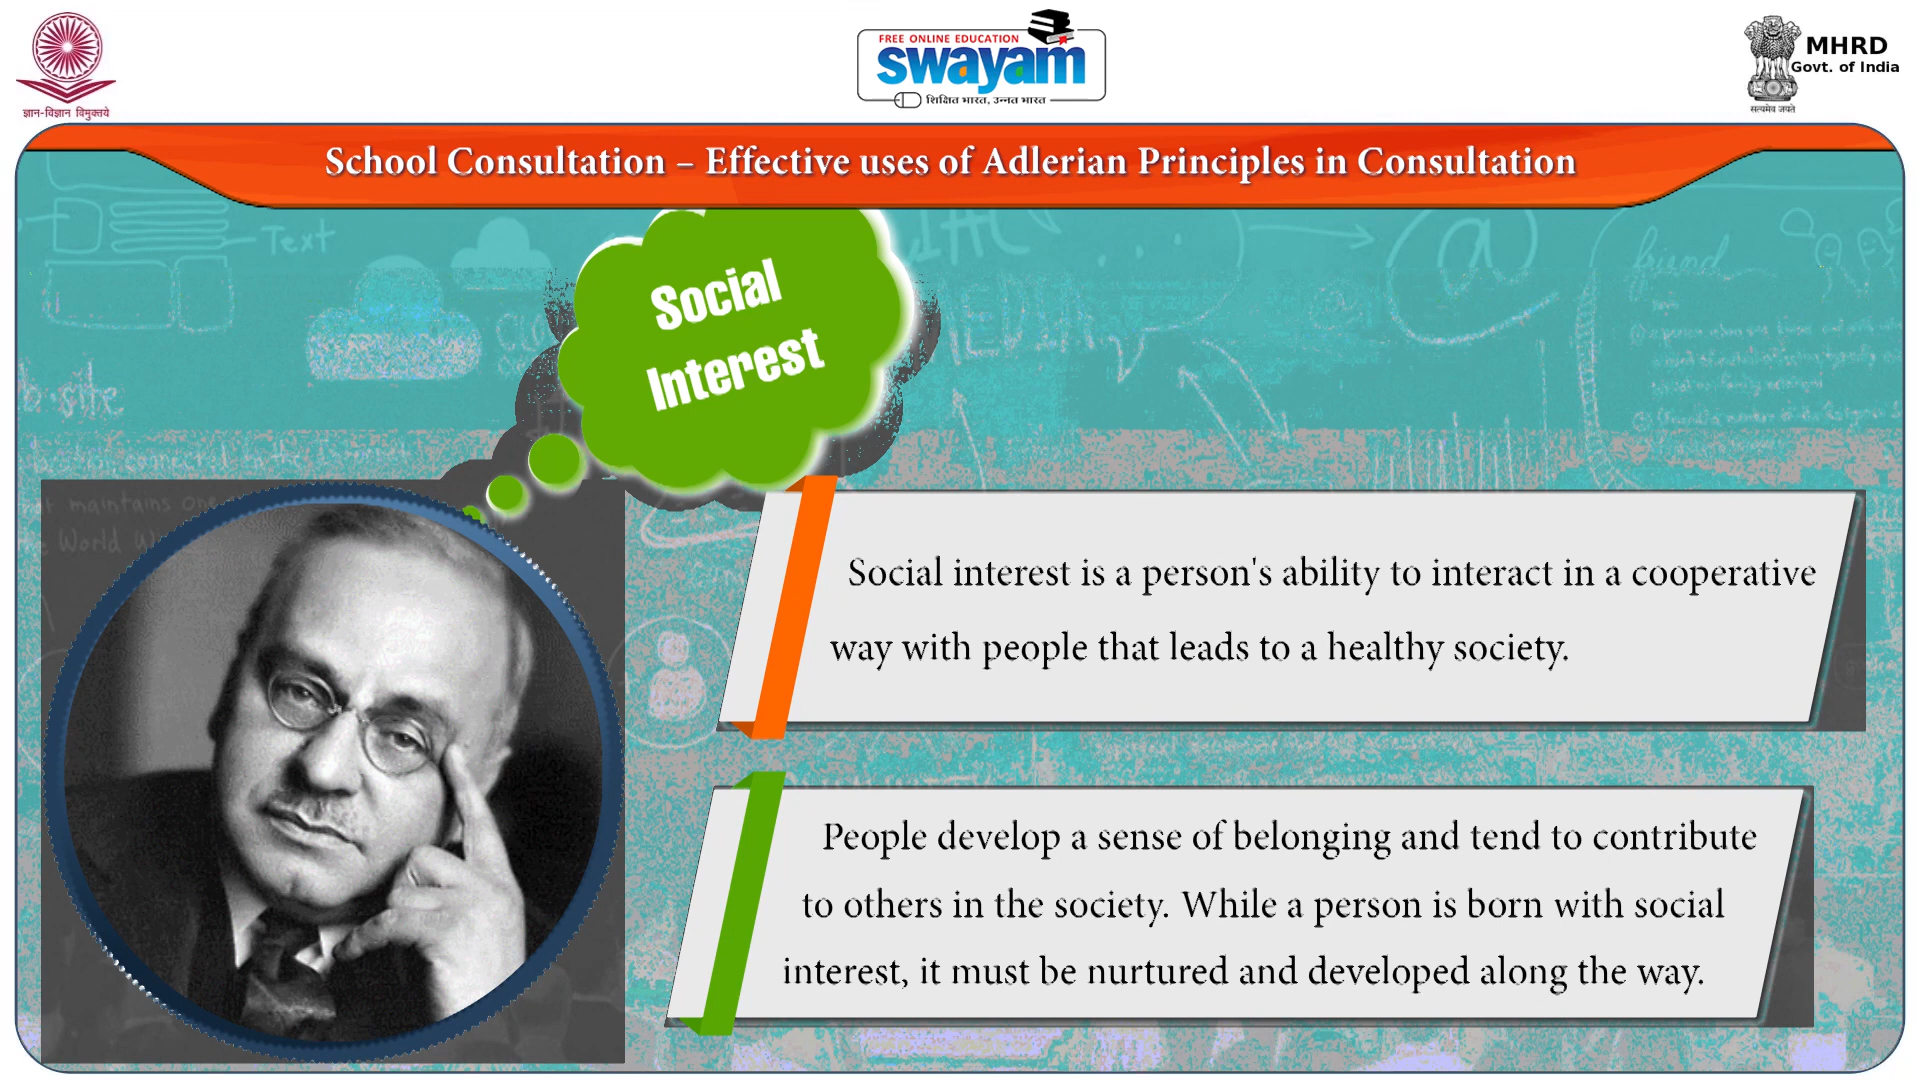 ज्ञान-विज्ञान विमुक्तये
FREE ONLINE EDUCATION
swayam
शिक्षित भारत, उन्नत भारत
MHRD
Govt. of India
सत्यमेव जयते
School Consultation – Effective uses of Adlerian Principles in Consultation
Text
friend
Social
Interest
Social interest is a person's ability to interact in a cooperative
way with people that leads to a healthy society.
People develop a sense of belonging and tend to contribute
to others in the society. While a person is born with social
interest, it must be nurtured and developed along the way.